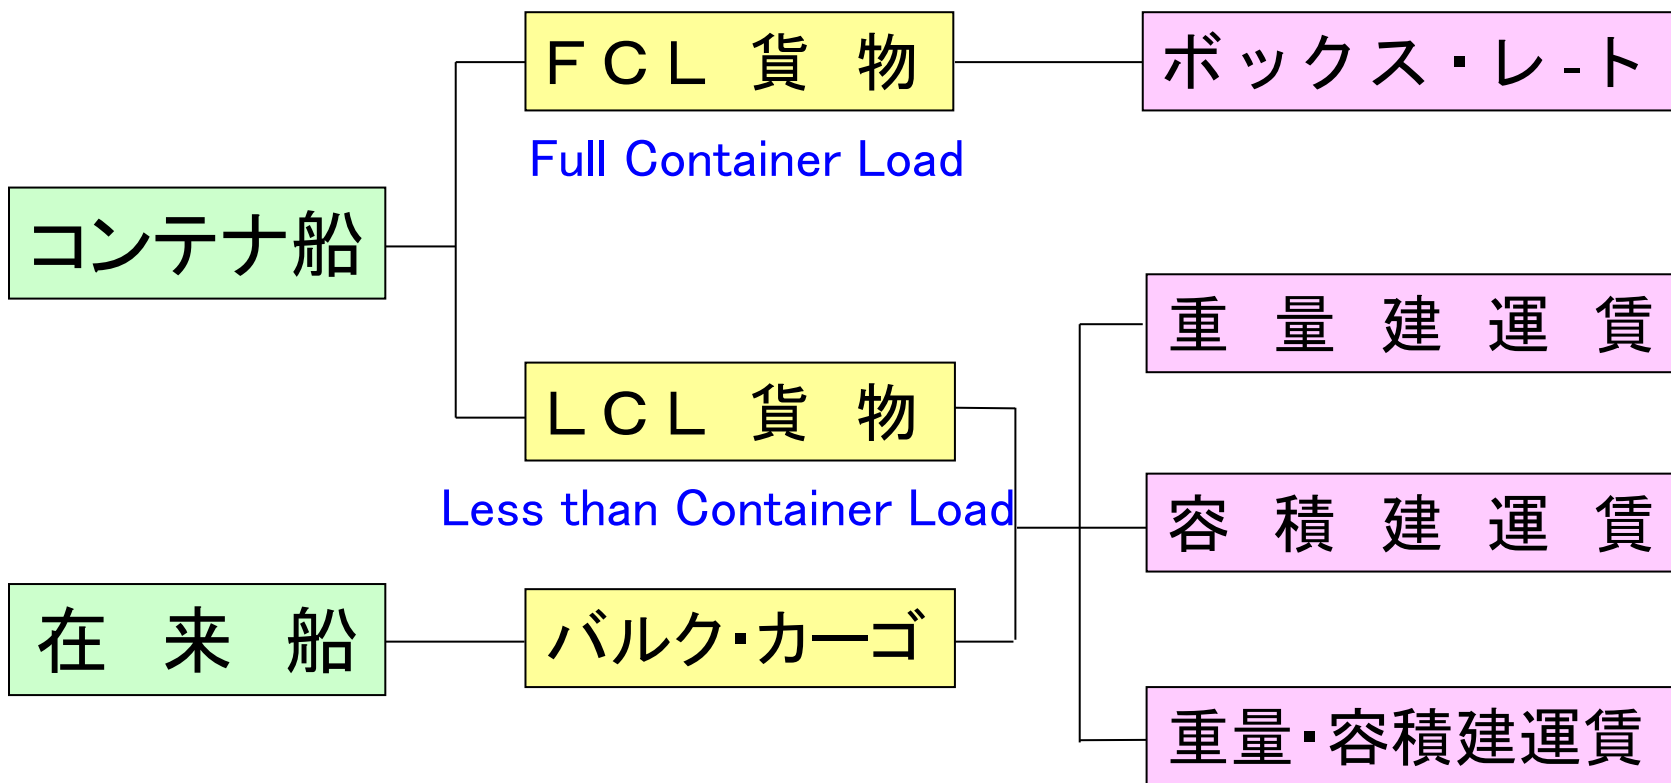 ＦＣＬ 貨 物
ボックス・レ-ト
Full Container Load
コンテナ船
重 量 建 運 賃
ＬＣＬ 貨 物
Less than Container Load
容 積 建 運 賃
在 来 船
バルク・カーゴ
重量・容積建運賃